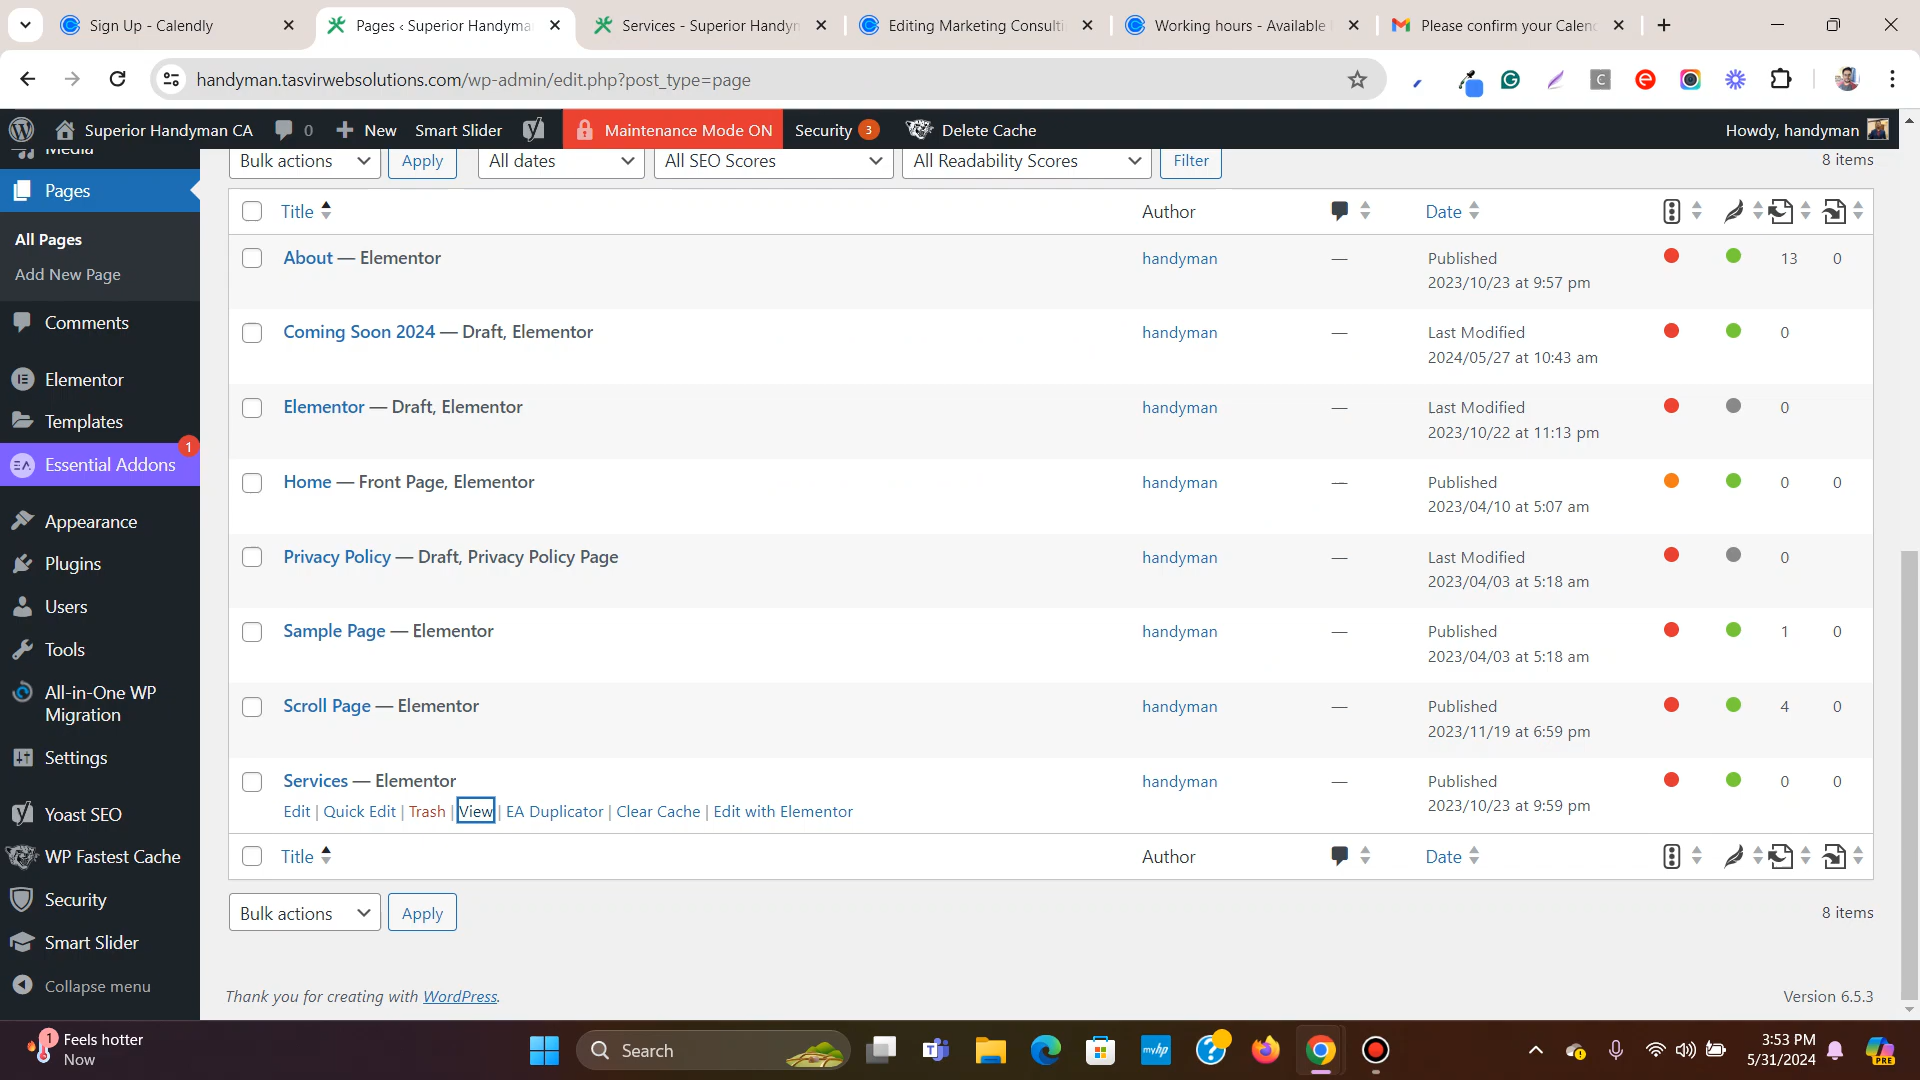 Sign Up - Calendly
Pages ‹ Superior Handyma
Services - Superior Handyn
Editing Marketing Consulti
Working hours - Available
Please confirm your Calen
handyman.tasvirwebsolutions.com/wp-admin/edit.php?post_type=page
Superior Handyman CA
0
New
Smart Slider
Maintenance Mode ON
Security 3
Delete Cache
Howdy, handyman
Media
Pages
All Pages
Add New Page
Comments
Elementor
Templates
Essential Addons 1
Appearance
Plugins
Users
Tools
All-in-One WP
Migration
Settings
Yoast SEO
WP Fastest Cache
Security
Smart Slider
Collapse menu
Bulk actions
Apply
All dates
All SEO Scores
All Readability Scores
Filter
8 items
Title Author Date
About — Elementor handyman — Published 13 0
2023/10/23 at 9:57 pm
Coming Soon 2024 — Draft, Elementor handyman — Last Modified 0
2024/05/27 at 10:43 am
Elementor — Draft, Elementor handyman — Last Modified 0
2023/10/22 at 11:13 pm
Home — Front Page, Elementor handyman — Published 0 0
2023/04/10 at 5:07 am
Privacy Policy — Draft, Privacy Policy Page handyman — Last Modified 0
2023/04/03 at 5:18 am
Sample Page — Elementor handyman — Published 1 0
2023/04/03 at 5:18 am
Scroll Page — Elementor handyman — Published 4 0
2023/11/19 at 6:59 pm
Services — Elementor handyman — Published 0 0
Edit | Quick Edit | Trash | View | EA Duplicator | Clear Cache | Edit with Elementor 2023/10/23 at 9:59 pm
Title Author Date
Bulk actions
Apply
8 items
Thank you for creating with WordPress.
Version 6.5.3
1
Feels hotter
Now
Search
3:53 PM
5/31/2024